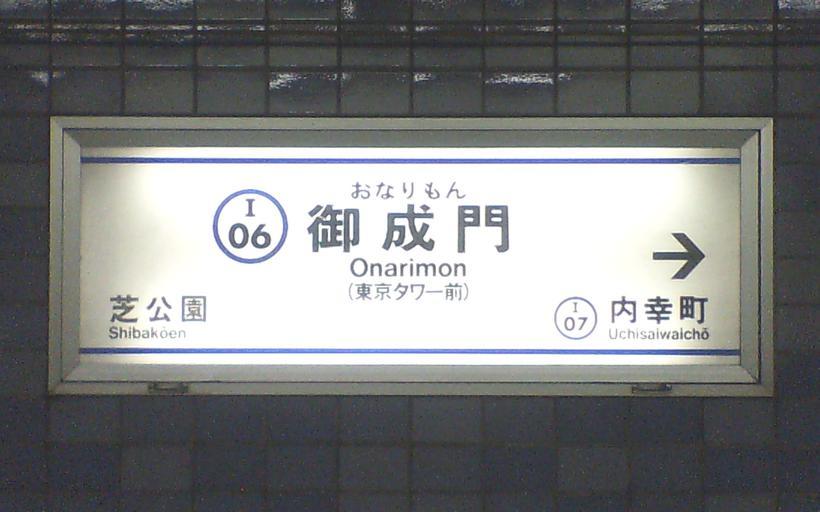 おなりもん
I
06
御成門
Onarimon
(東京タワー前)
→
芝公園
Shibakōen
I
07
内幸町
Uchisaiwaichō